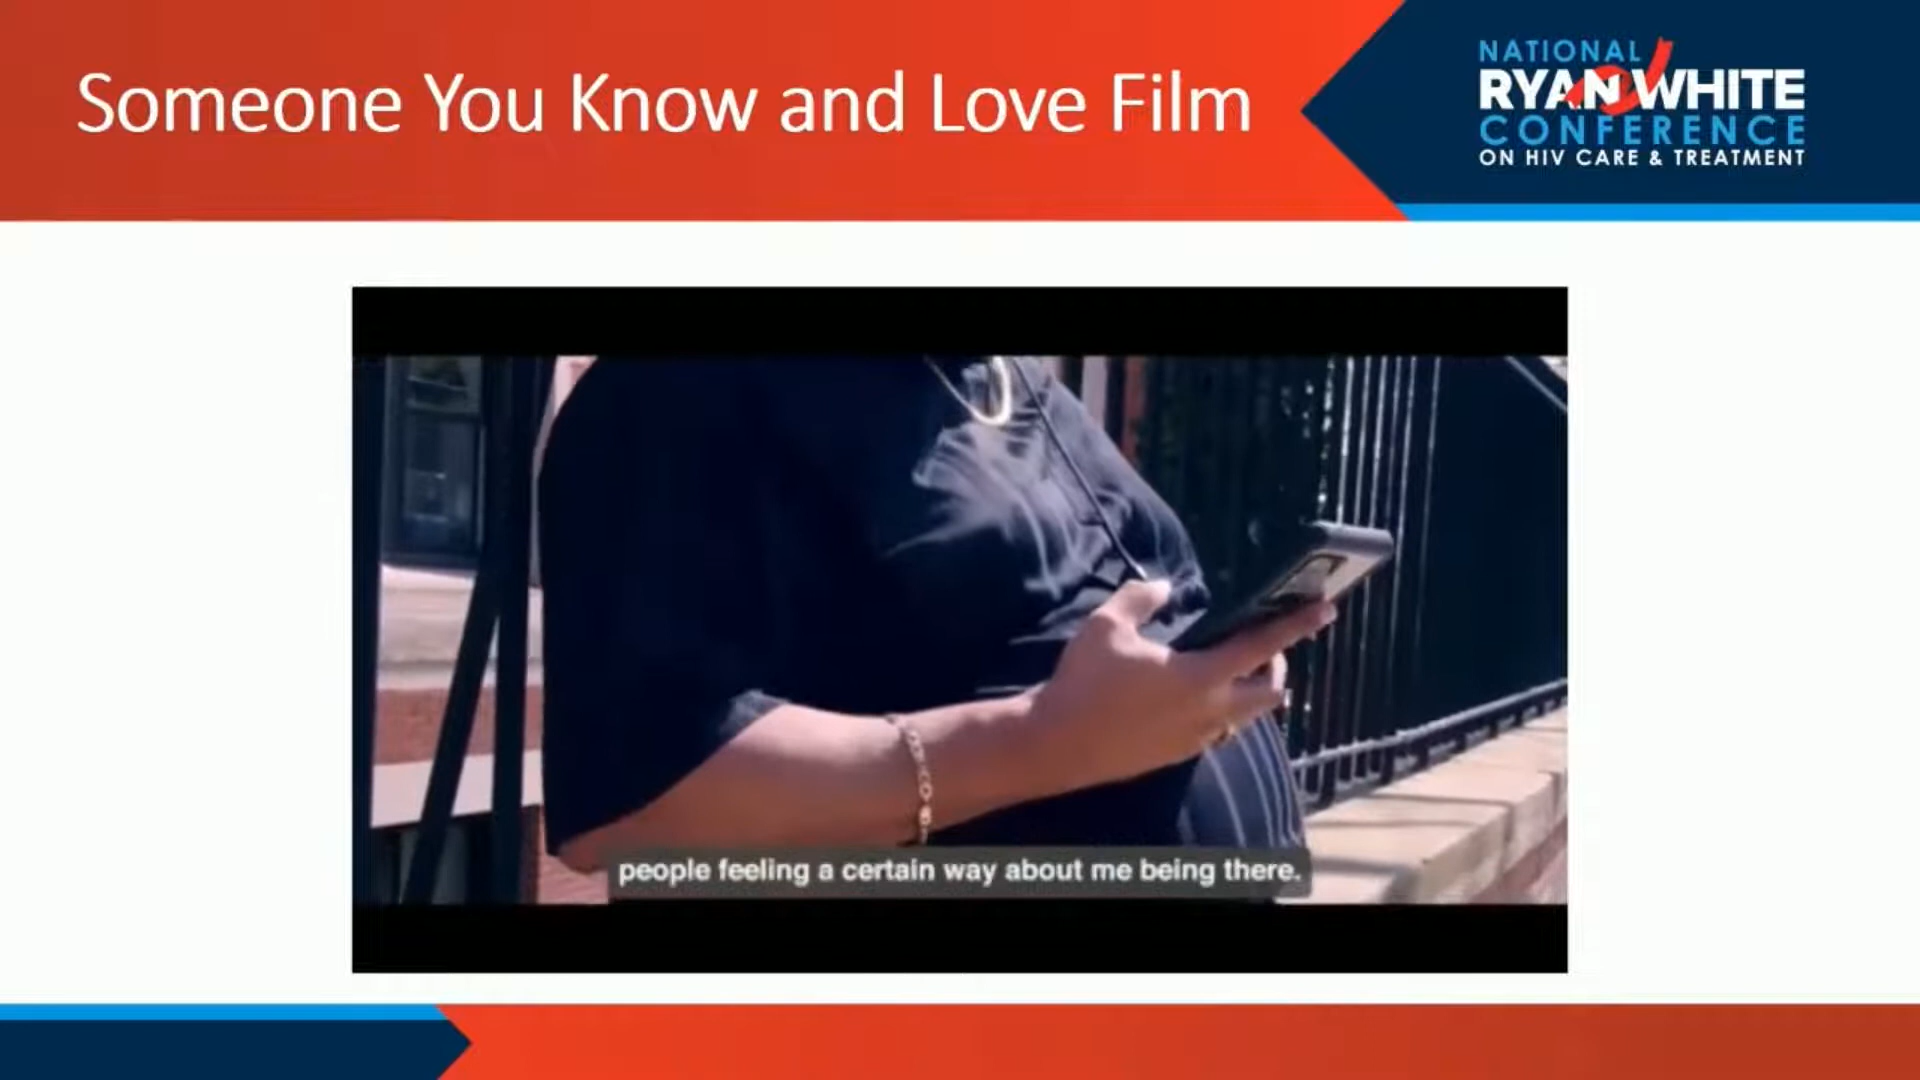 Someone You Know and Love Film
NATIONAL
RYAN WHITE
CONFERENCE
ON HIV CARE & TREATMENT
people feeling a certain way about me being there.